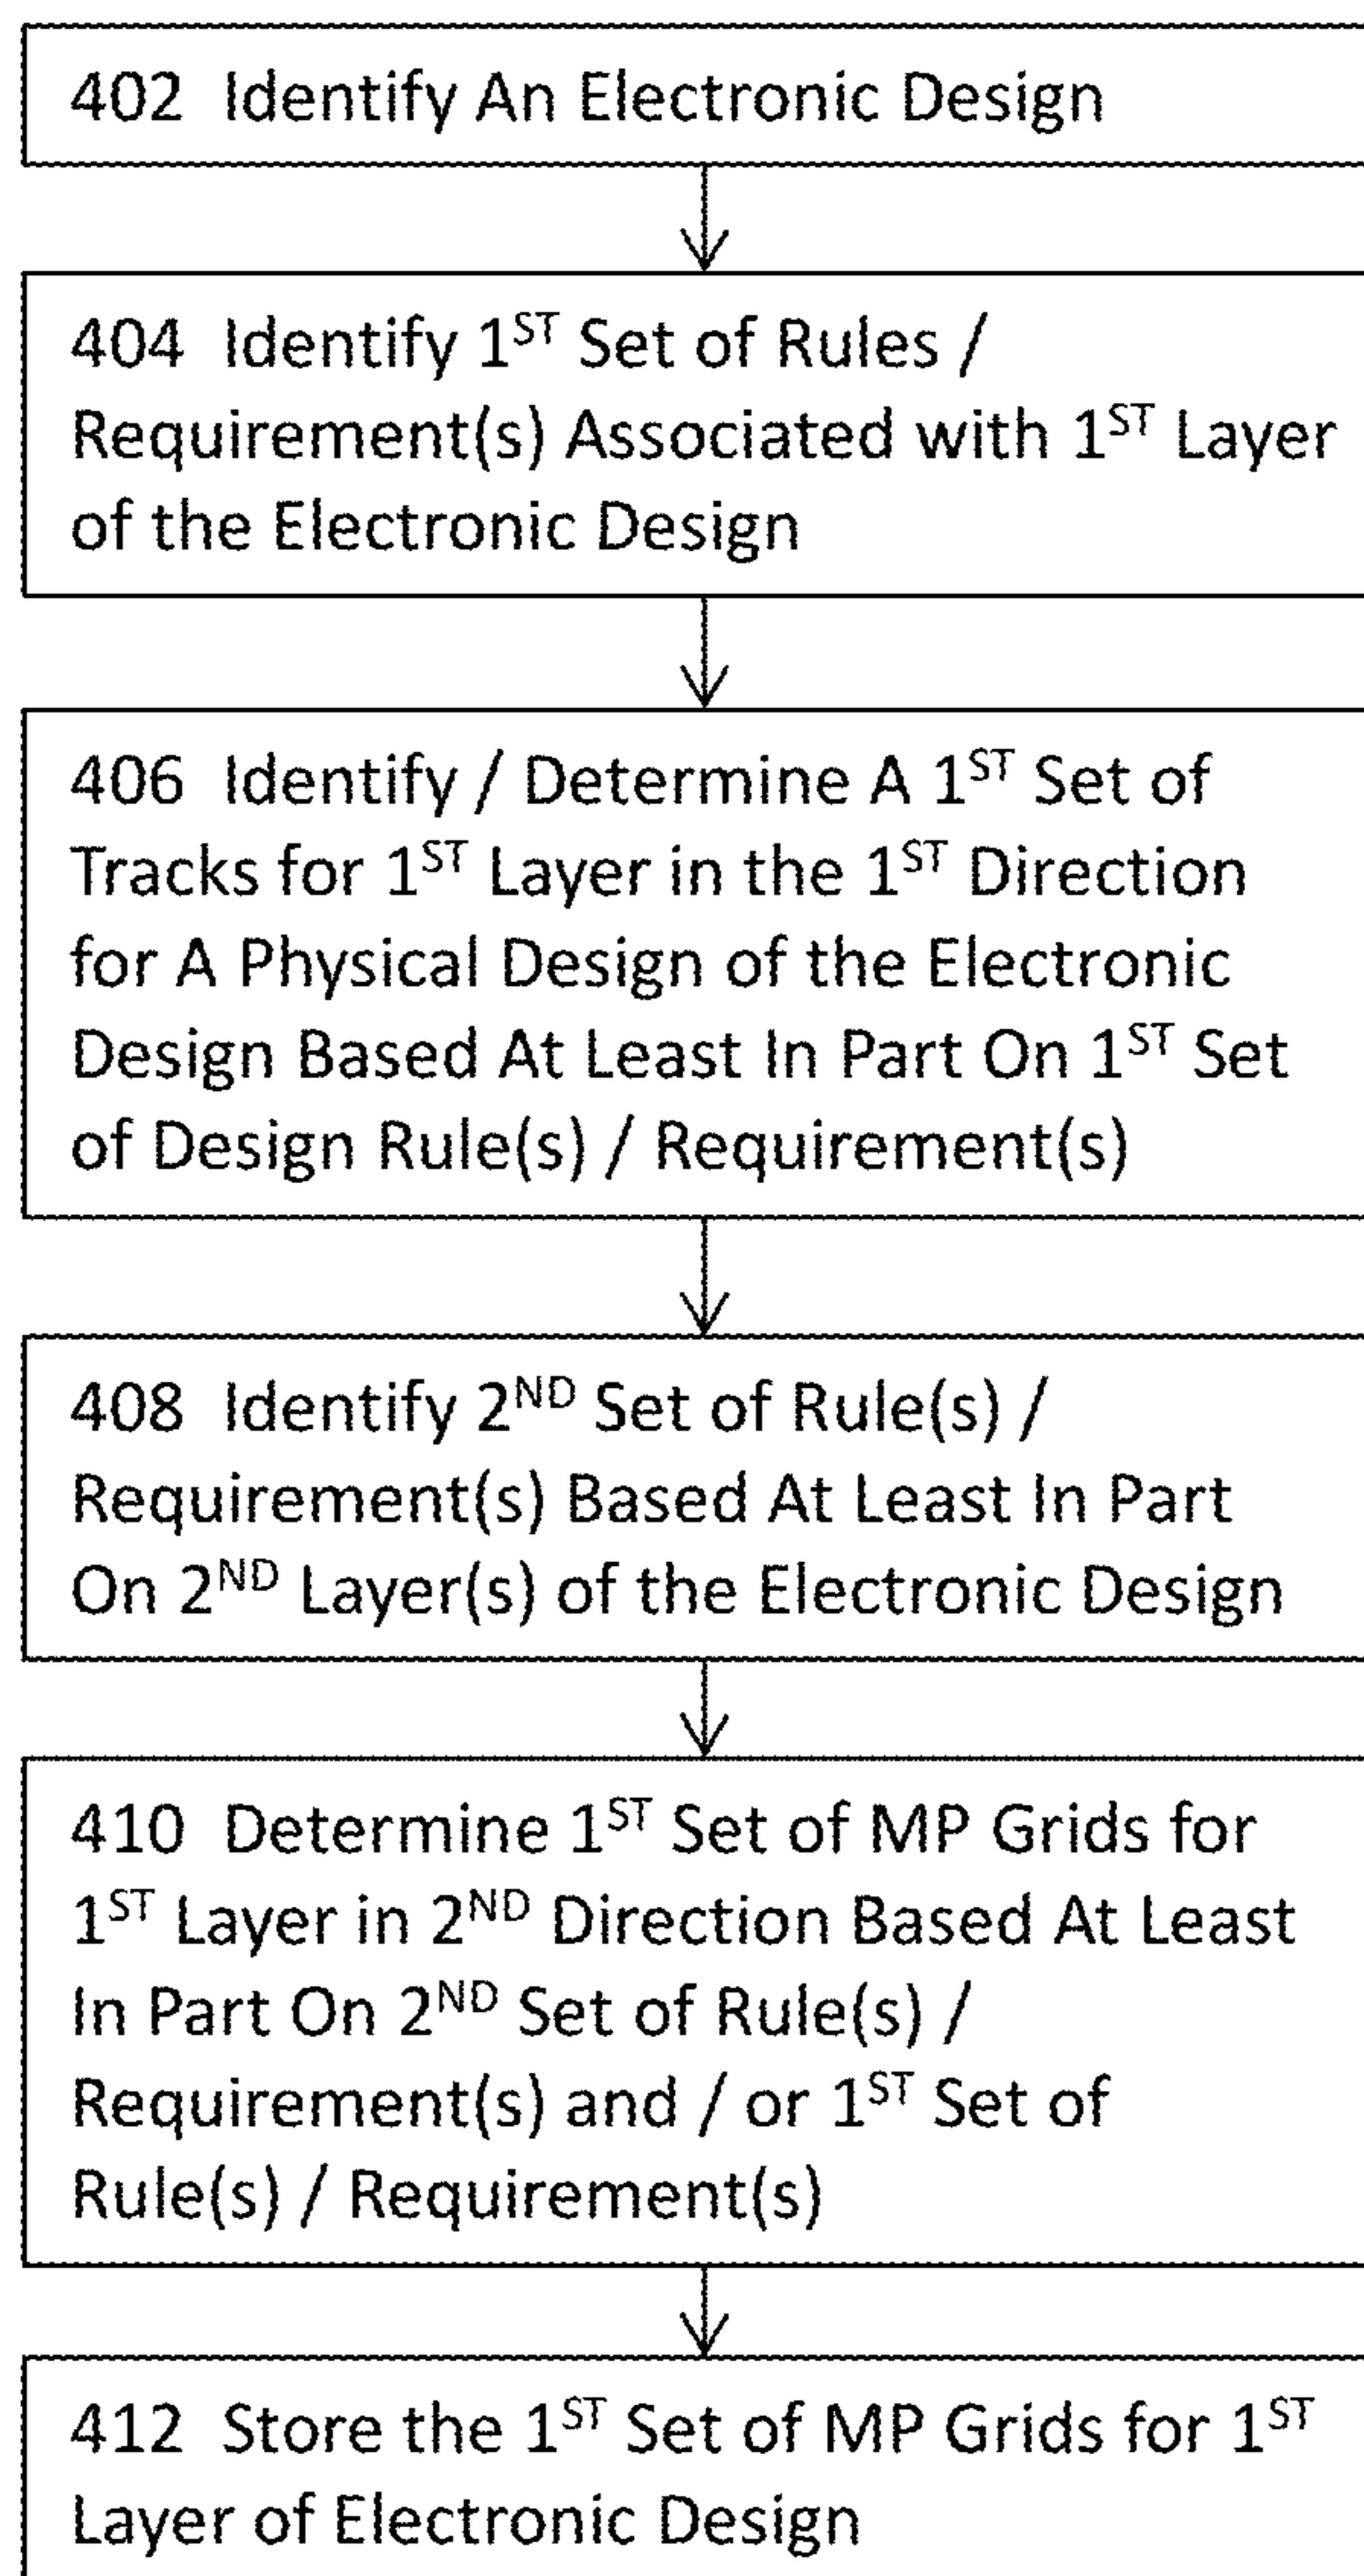 402 Identify An Electronic Design
404 Identify 1ST Set of Rules /
Requirement(s) Associated with 1ST Layer
of the Electronic Design
406 Identify / Determine A 1ST Set of
Tracks for 1ST Layer in the 1ST Direction
for A Physical Design of the Electronic
Design Based At Least In Part On 1ST Set
of Design Rule(s) / Requirement(s)
408 Identify 2ND Set of Rule(s) /
Requirement(s) Based At Least In Part
On 2ND Layer(s) of the Electronic Design
410 Determine 1ST Set of MP Grids for
1ST Layer in 2ND Direction Based At Least
In Part On 2ND Set of Rule(s) /
Requirement(s) and / or 1ST Set of
Rule(s) / Requirement(s)
412 Store the 1ST Set of MP Grids for 1ST
Layer of Electronic Design